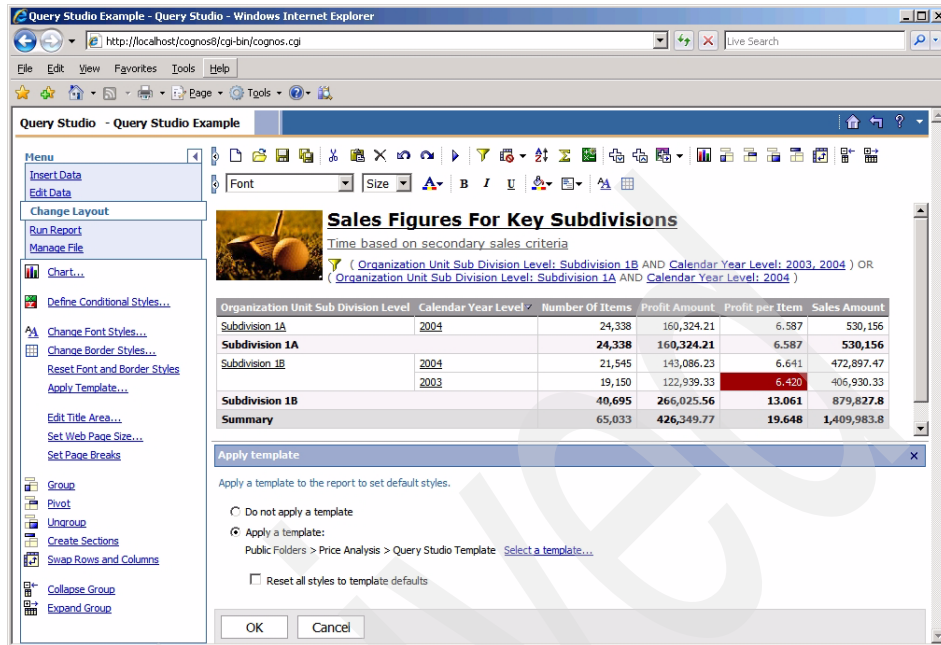 Query Studio Example - Query Studio - Windows Internet Explorer
http://localhost/cognos8/cgi-bin/cognos.cgi
Live Search
File Edit View Favorites Tools Help
Page Tools
Query Studio - Query Studio Example
Menu
Insert Data
Edit Data
Change Layout
Run Report
Manage File
Chart...
Define Conditional Styles...
Change Font Styles...
Change Border Styles...
Reset Font and Border Styles
Apply Template...
Edit Title Area...
Set Web Page Size...
Set Page Breaks
Group
Pivot
Ungroup
Create Sections
Swap Rows and Columns
Collapse Group
Expand Group
Font Size A B I U
Sales Figures For Key Subdivisions
Time based on secondary sales criteria
( Organization Unit Sub Division Level: Subdivision 1B AND Calendar Year Level: 2003, 2004 ) OR
( Organization Unit Sub Division Level: Subdivision 1A AND Calendar Year Level: 2004 )
Organization Unit Sub Division Level Calendar Year Level Number Of Items Profit Amount Profit per Item Sales Amount
Subdivision 1A 2004 24,338 160,324.21 6.587 530,156
Subdivision 1A 24,338 160,324.21 6.587 530,156
Subdivision 1B 2004 21,545 143,086.23 6.641 472,897.47
2003 19,150 122,939.33 6.420 406,930.33
Subdivision 1B 40,695 266,025.56 13.061 879,827.8
Summary 65,033 426,349.77 19.648 1,409,983.8
Apply template
Apply a template to the report to set default styles.
Do not apply a template
Apply a template:
Public Folders > Price Analysis > Query Studio Template Select a template...
Reset all styles to template defaults
OK Cancel